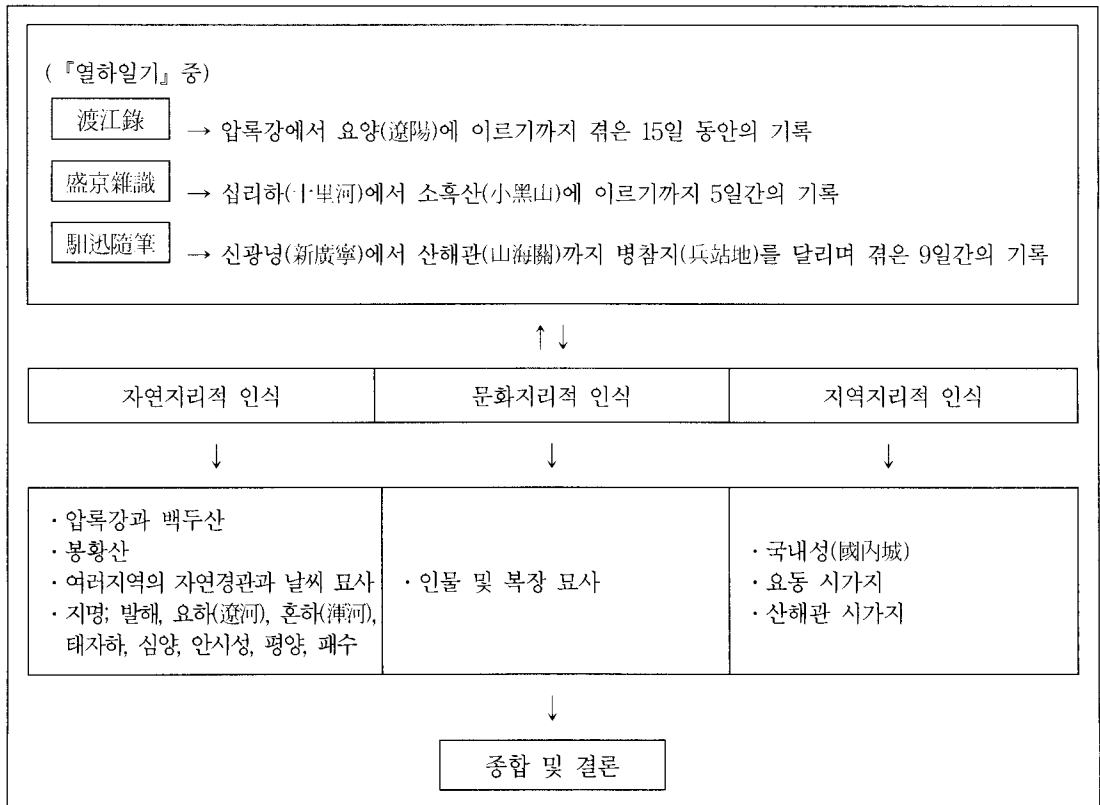 (『열하일기』 중)
渡江錄 → 압록강에서 요양(遼陽)에 이르기까지 겪은 15일 동안의 기록
盛京雜識 → 십리하(十里河)에서 소흑산(小黑山)에 이르기까지 5일간의 기록
馹迅隨筆 → 신광녕(新廣寧)에서 산해관(山海關)까지 병참지(兵站地)를 달리며 겪은 9일간의 기록
↑ ↓
자연지리적 인식 문화지리적 인식 지역지리적 인식
↓ ↓ ↓
· 압록강과 백두산
· 봉황산
· 여러지역의 자연경관과 날씨 묘사
· 지명; 발해, 요하(遼河), 혼하(渾河),
태자하, 심양, 안시성, 평양, 패수
· 인물 및 복장 묘사
· 국내성(國內城)
· 요동 시가지
· 산해관 시가지
↓
종합 및 결론